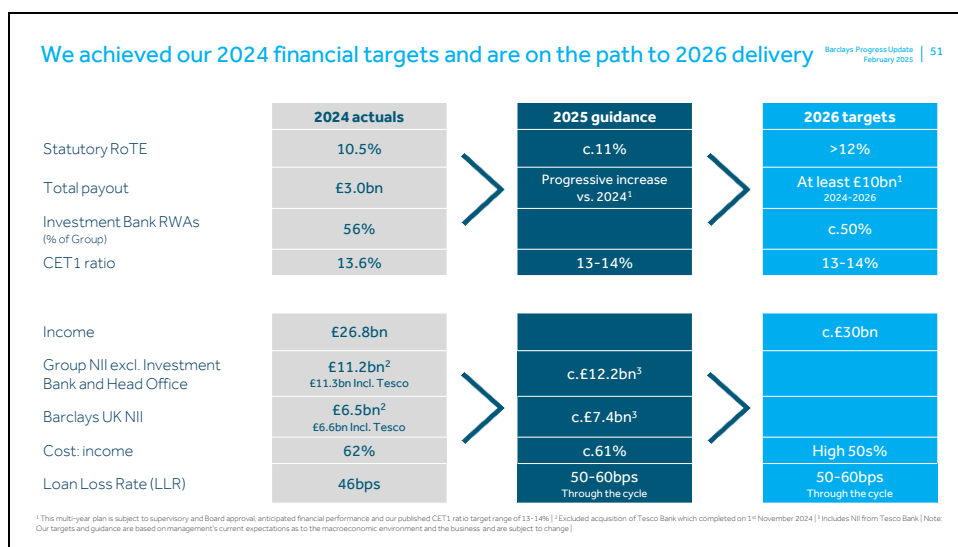 We achieved our 2024 financial targets and are on the path to 2026 delivery
Barclays Progress Update
February 2025
51
2024 actuals 2025 guidance 2026 targets
Statutory RoTE 10.5% c.11% >12%
Total payout £3.0bn Progressive increase
vs. 2024¹ At least £10bn¹
2024-2026
Investment Bank RWAs
(% of Group) 56% c.50%
CET1 ratio 13.6% 13-14% 13-14%
Income £26.8bn c.£30bn
Group NII excl. Investment
Bank and Head Office £11.2bn²
£11.3bn Incl. Tesco c.£12.2bn³
Barclays UK NII £6.5bn²
£6.6bn Incl. Tesco c.£7.4bn³
Cost: income 62% c.61% High 50s%
Loan Loss Rate (LLR) 46bps 50-60bps
Through the cycle 50-60bps
Through the cycle
¹ This multi-year plan is subject to supervisory and Board approval, anticipated financial performance and our published CET1 ratio target range of 13-14% | ² Excluded acquisition of Tesco Bank which completed on 1st November 2024 | ³ Includes NII from Tesco Bank | Note:
Our targets and guidance are based on management's current expectations as to the macroeconomic environment and the business and are subject to change |